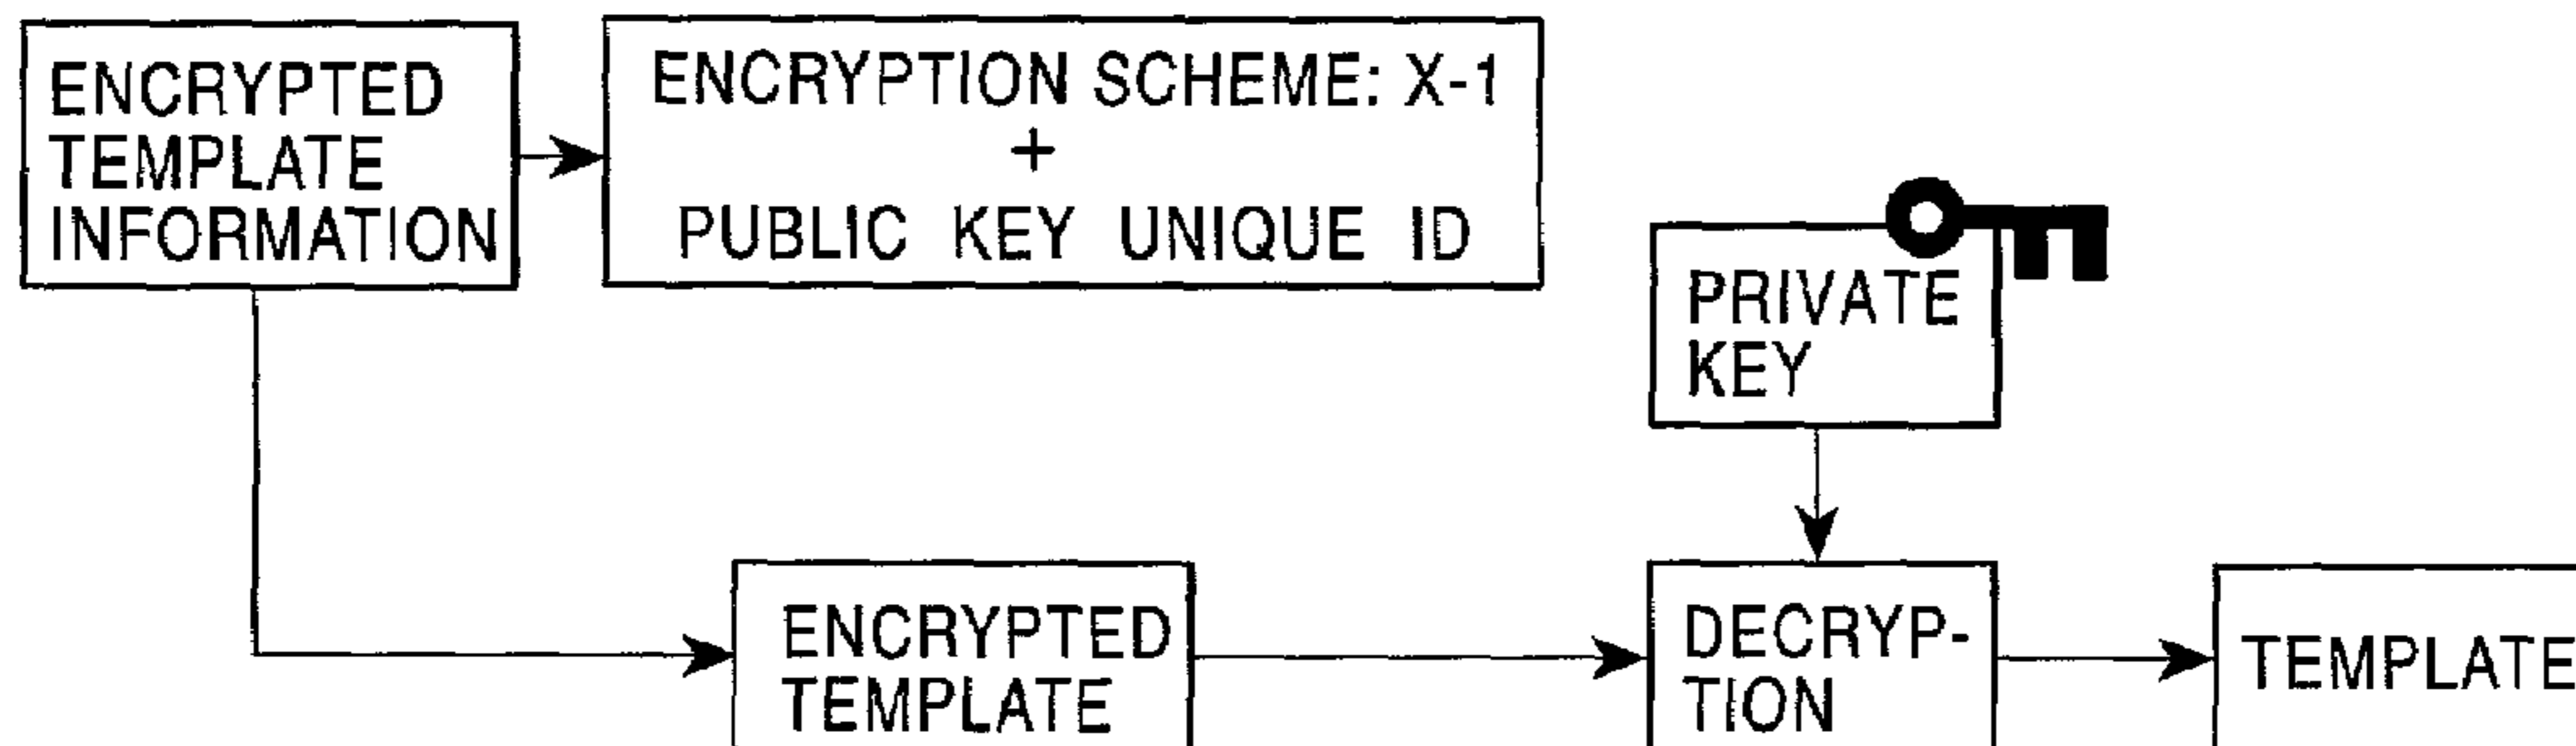 ENCRYPTED
TEMPLATE
INFORMATION
ENCRYPTION SCHEME: X-1
+
PUBLIC KEY UNIQUE ID
PRIVATE
KEY
ENCRYPTED
TEMPLATE
DECRYP-
TION
TEMPLATE